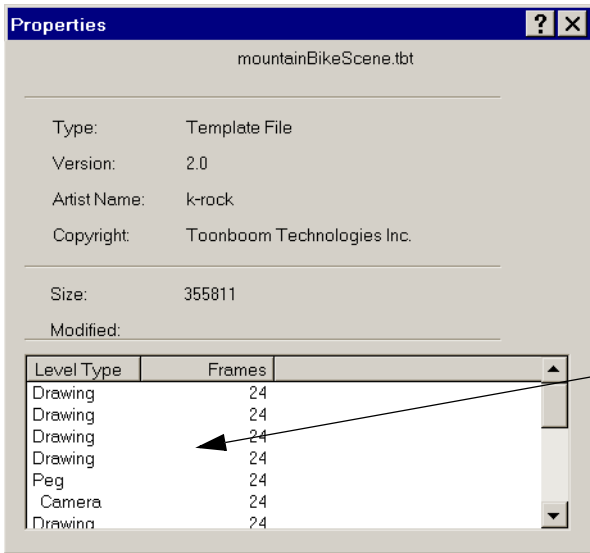 Properties
mountainBikeScene.tbt
Type: Template File
Version: 2.0
Artist Name: k-rock
Copyright: Toonboom Technologies Inc.
Size: 355811
Modified:
Level Type Frames
Drawing 24
Drawing 24
Drawing 24
Drawing 24
Peg 24
Camera 24
Drawing 24